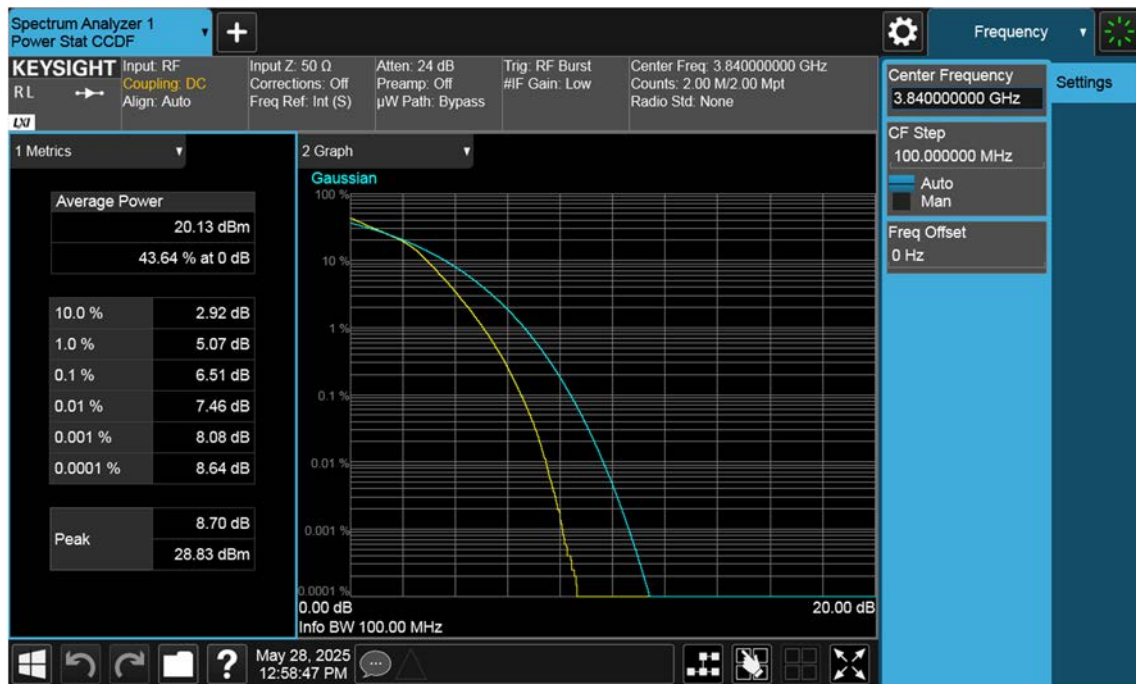 Spectrum Analyzer 1
Power Stat CCDF
+
Frequency
KEYSIGHT
R L
LXI
Input: RF
Coupling: DC
Align: Auto
Input Z: 50 Ω
Corrections: Off
Freq Ref: Int (S)
Atten: 24 dB
Preamp: Off
µW Path: Bypass
Trig: RF Burst
#IF Gain: Low
Center Freq: 3.840000000 GHz
Counts: 2.00 M/2.00 Mpt
Radio Std: None
Center Frequency
3.840000000 GHz
CF Step
100.000000 MHz
Auto
Man
Freq Offset
0 Hz
Settings
1 Metrics
Average Power
20.13 dBm
43.64 % at 0 dB
10.0 % 2.92 dB
1.0 % 5.07 dB
0.1 % 6.51 dB
0.01 % 7.46 dB
0.001 % 8.08 dB
0.0001 % 8.64 dB
Peak
8.70 dB
28.83 dBm
2 Graph
Gaussian
100 %
10 %
1 %
0.1 %
0.01 %
0.001 %
0.0001 %
0.00 dB 20.00 dB
Info BW 100.00 MHz
?
May 28, 2025
12:58:47 PM